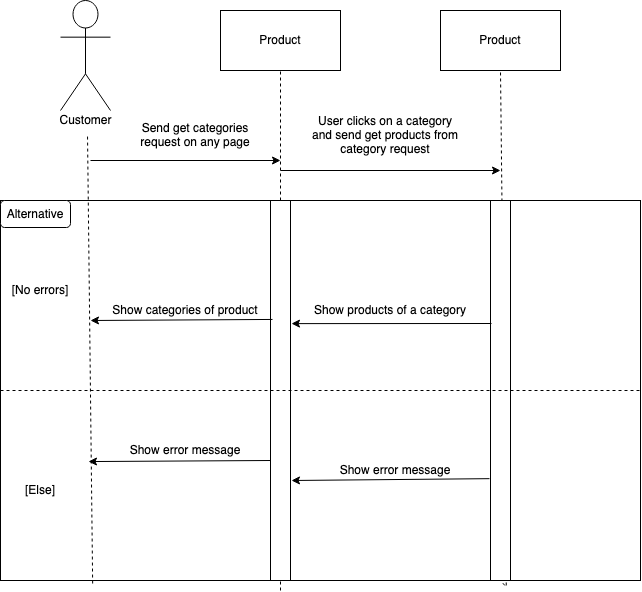 Product
Product
Customer
Send get categories
request on any page
User clicks on a category
and send get products from
category request
Alternative
[No errors]
Show categories of product
Show products of a category
Show error message
Show error message
[Else]